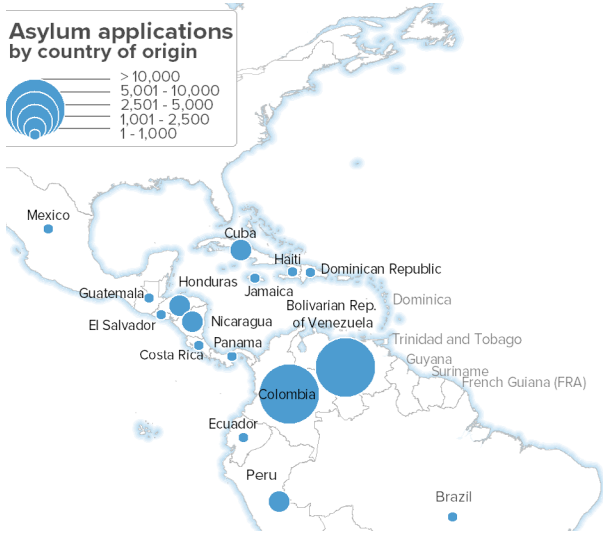 Asylum applications
by country of origin
> 10,000
5,001 - 10,000
2,501 - 5,000
1,001 - 2,500
1 - 1,000
Mexico
Cuba
Haiti
Dominican Republic
Jamaica
Guatemala
Honduras
Dominica
Bolivarian Rep.
of Venezuela
El Salvador
Nicaragua
Trinidad and Tobago
Costa Rica
Panama
Guyana
Suriname
French Guiana (FRA)
Colombia
Ecuador
Peru
Brazil